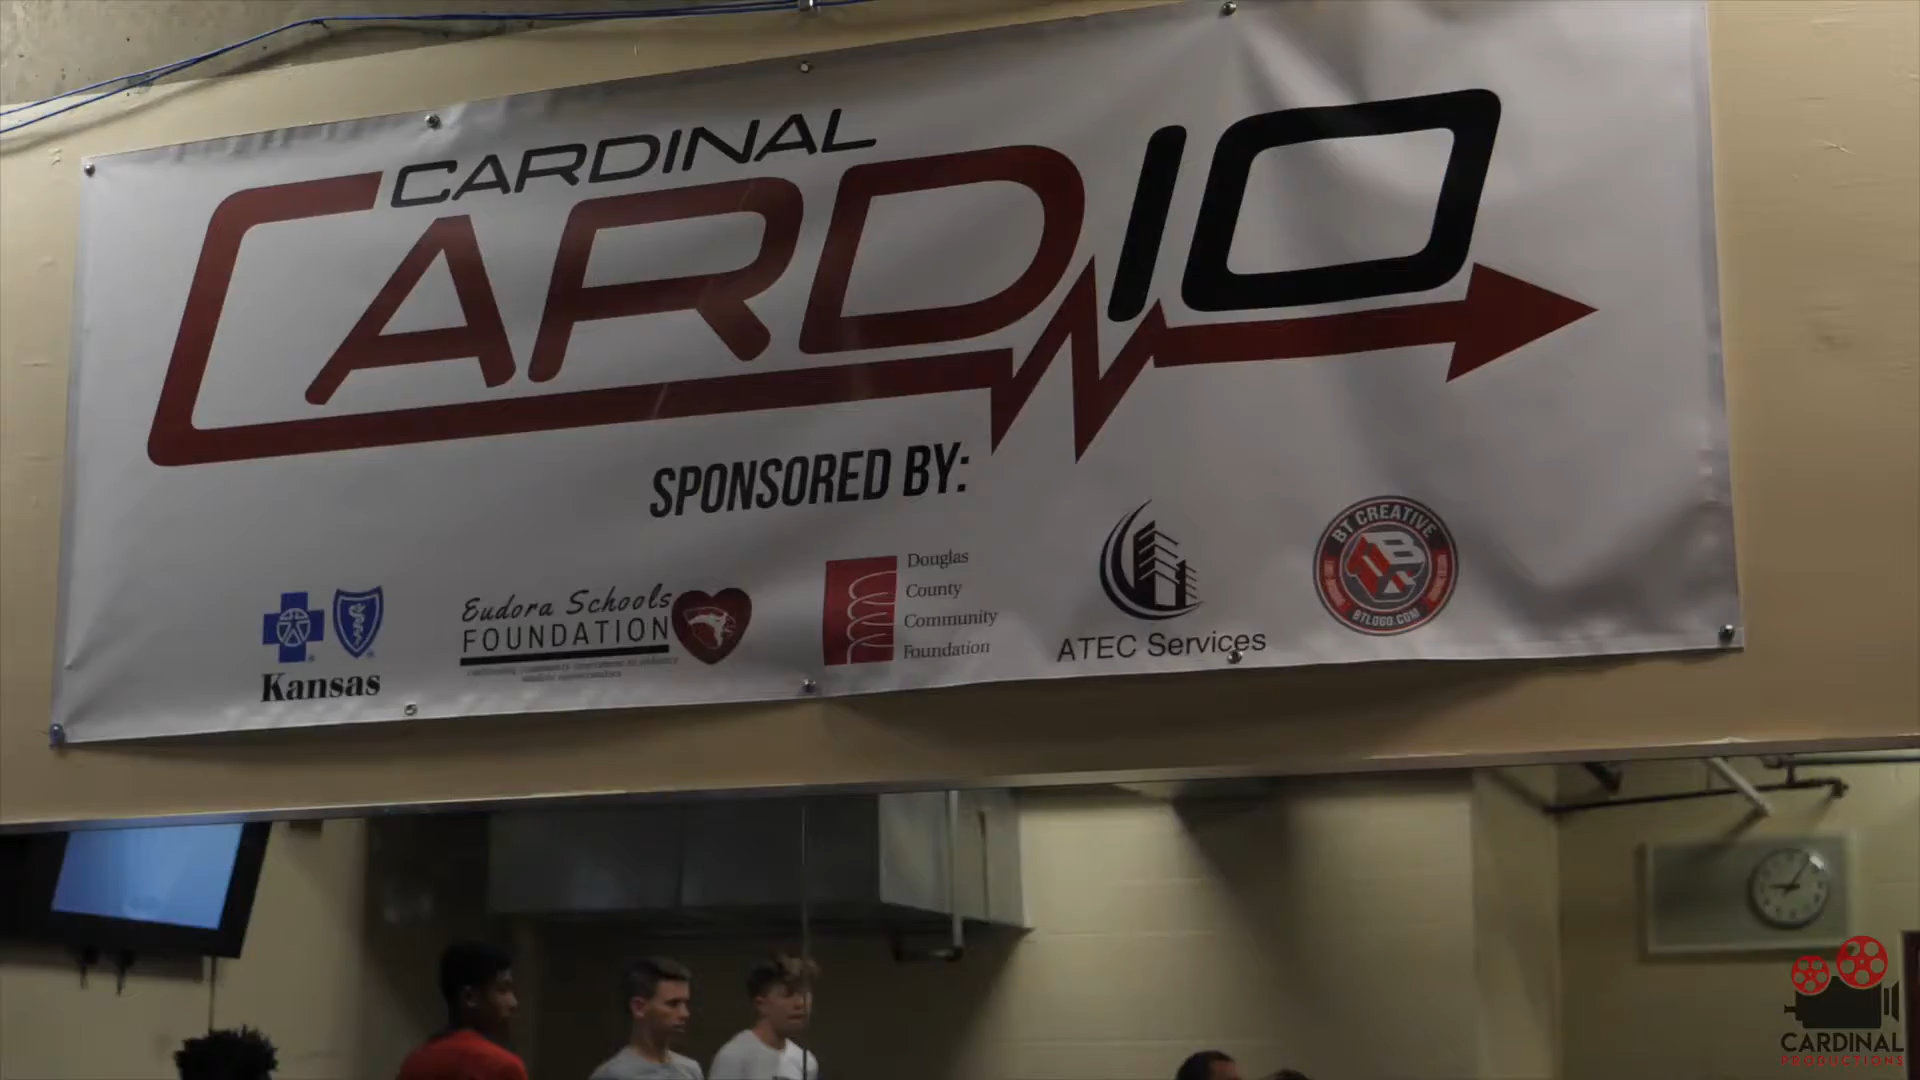 CARDINAL
CARDIO
SPONSORED BY:
Kansas
Eudora Schools
FOUNDATION
Douglas
County
Community
Foundation
ATEC Services
BT CREATIVE
BTLOGO.COM
CARDINAL
PRODUCTIONS